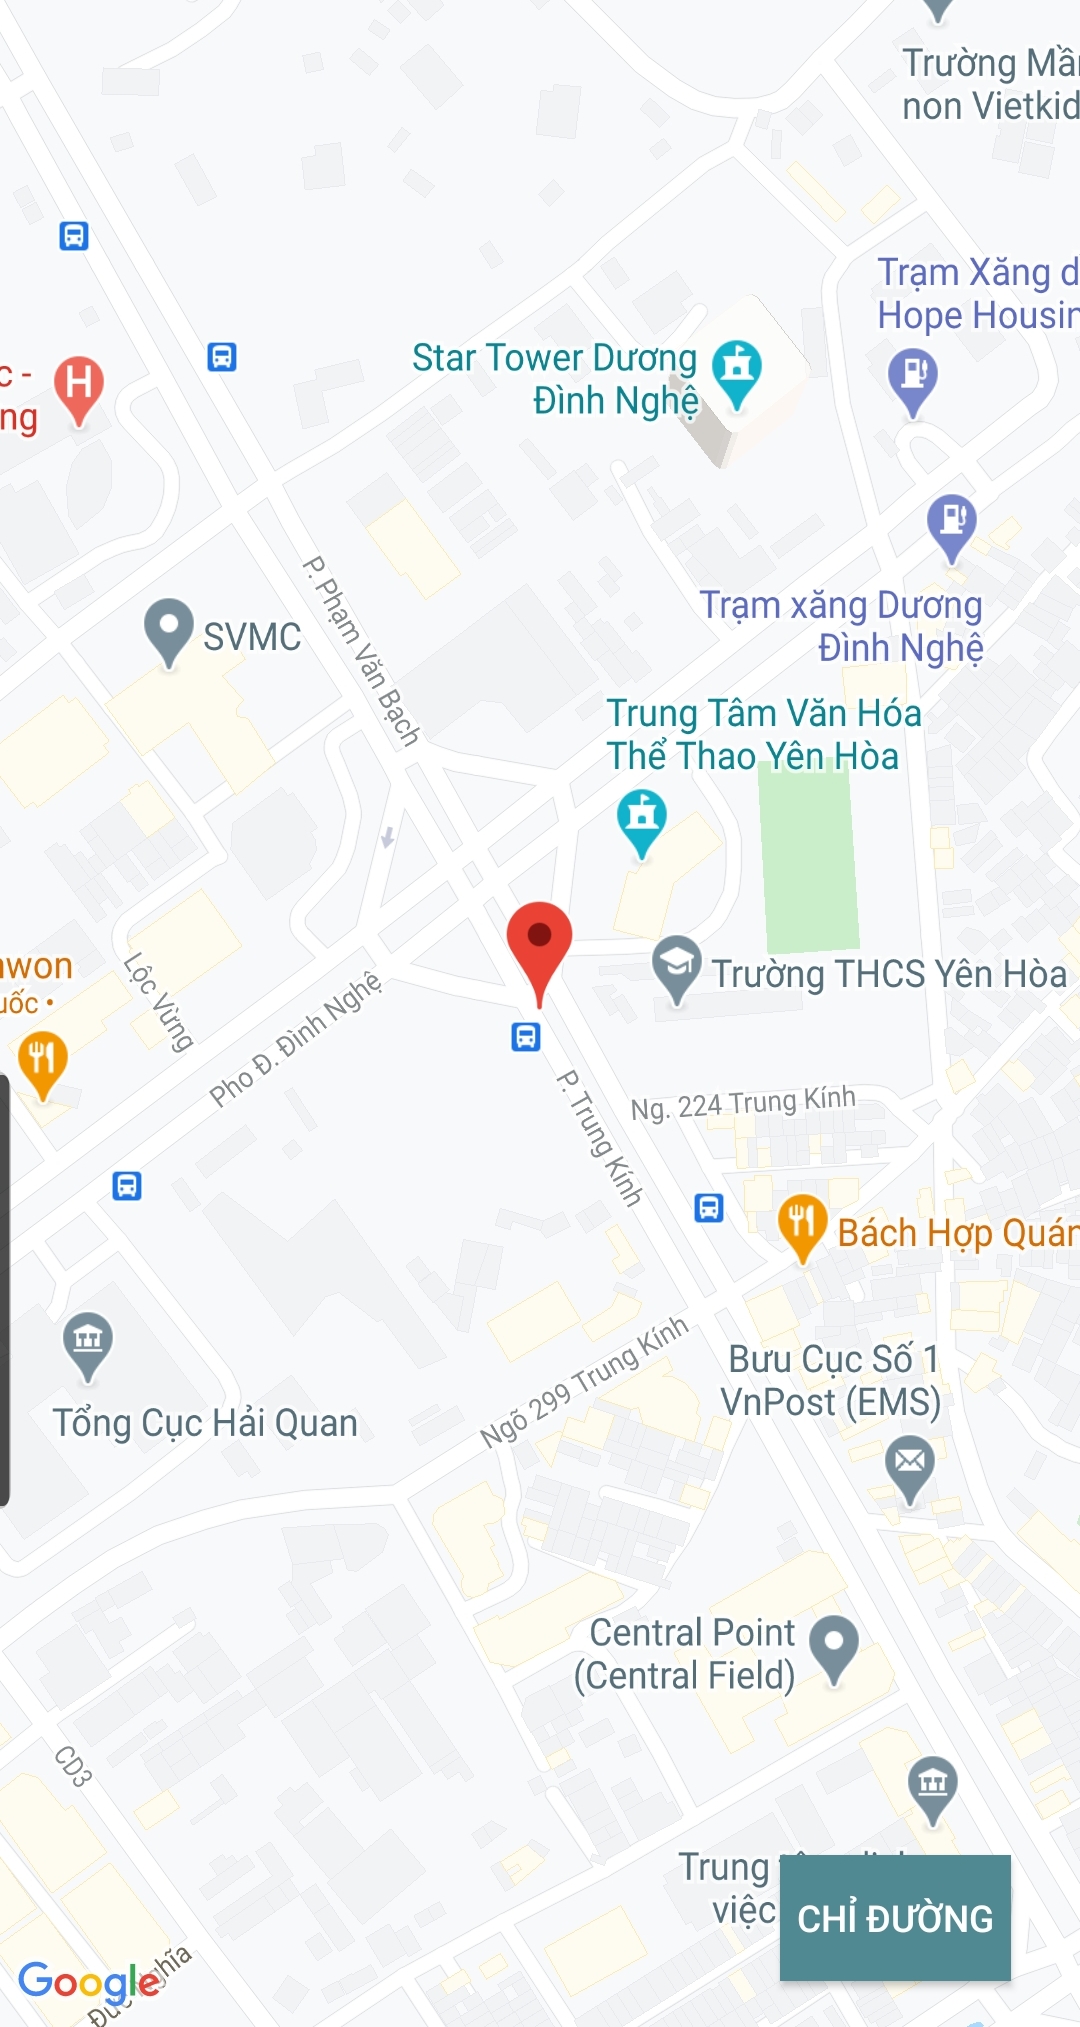 Trường Mầ
non Vietkid
Trạm Xăng d
Hope Housin
Star Tower Dương
Đình Nghệ
c -
ng
H
Trạm xăng Dương
Đình Nghệ
P. Phạm Văn Bạch
SVMC
Trung Tâm Văn Hóa
Thể Thao Yên Hòa
won
uốc •
Lộc Vừng
Pho Đ. Đình Nghệ
Trường THCS Yên Hòa
P. Trung Kính
Ng. 224 Trung Kính
Bách Hợp Quán
Ngõ 299 Trung Kính
Bưu Cục Số 1
VnPost (EMS)
Tổng Cục Hải Quan
Central Point
(Central Field)
CD3
Trung
việc
CHỈ ĐƯỜNG
Google
Nghĩa